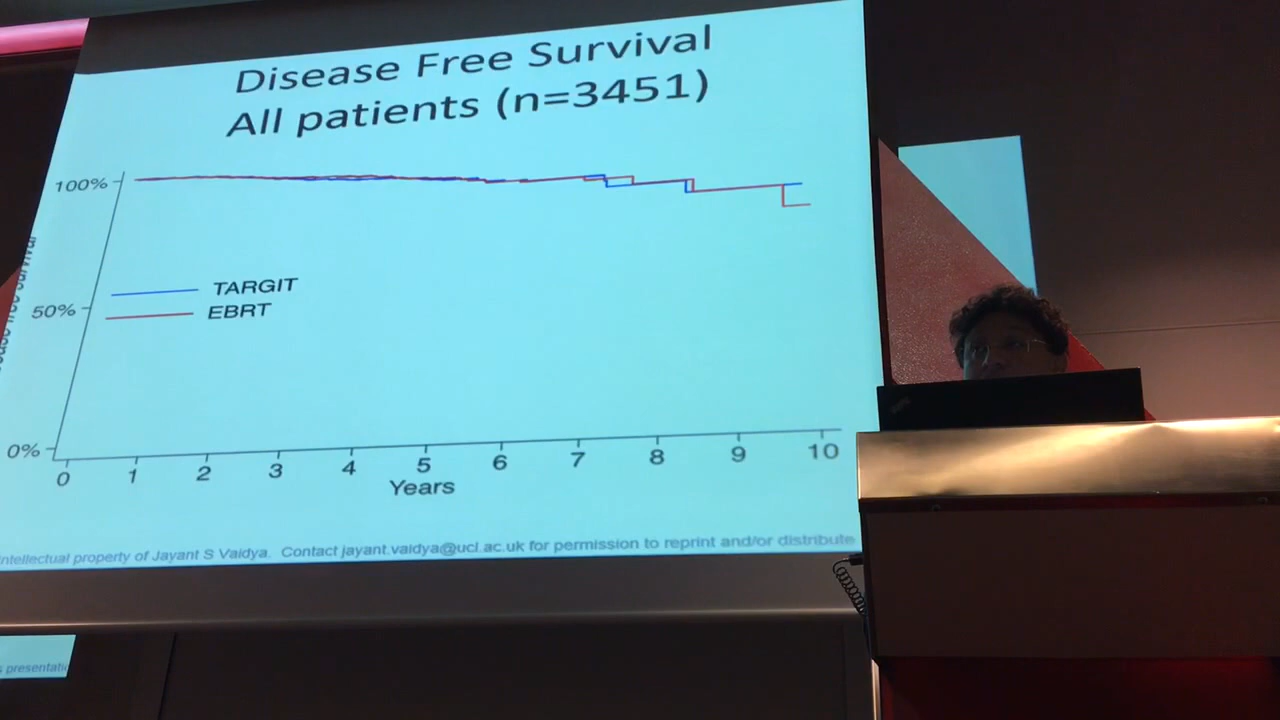 Disease Free Survival
All patients (n=3451)
100%
50%
0%
TARGIT
EBRT
0 1 2 3 4 5 6 7 8 9 10
Years
intellectual property of Jayant S Vaidya. Contact jayant.vaidya@ucl.ac.uk for permission to reprint and/or distribute